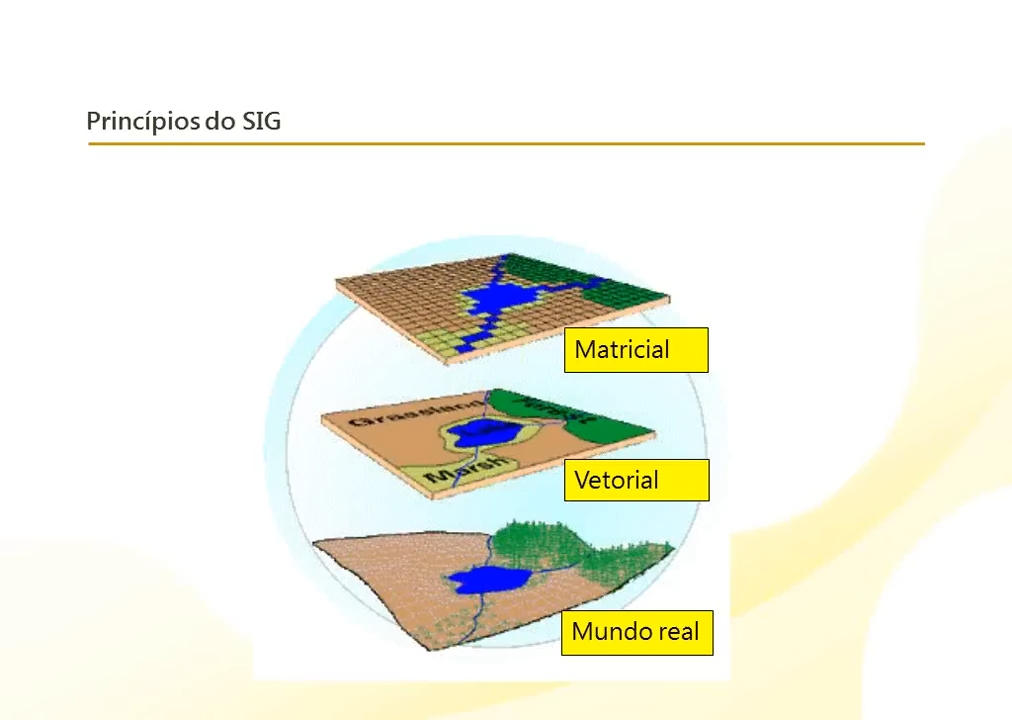 Princípios do SIG
Matricial
Grassland
Marsh
Vetorial
Mundo real